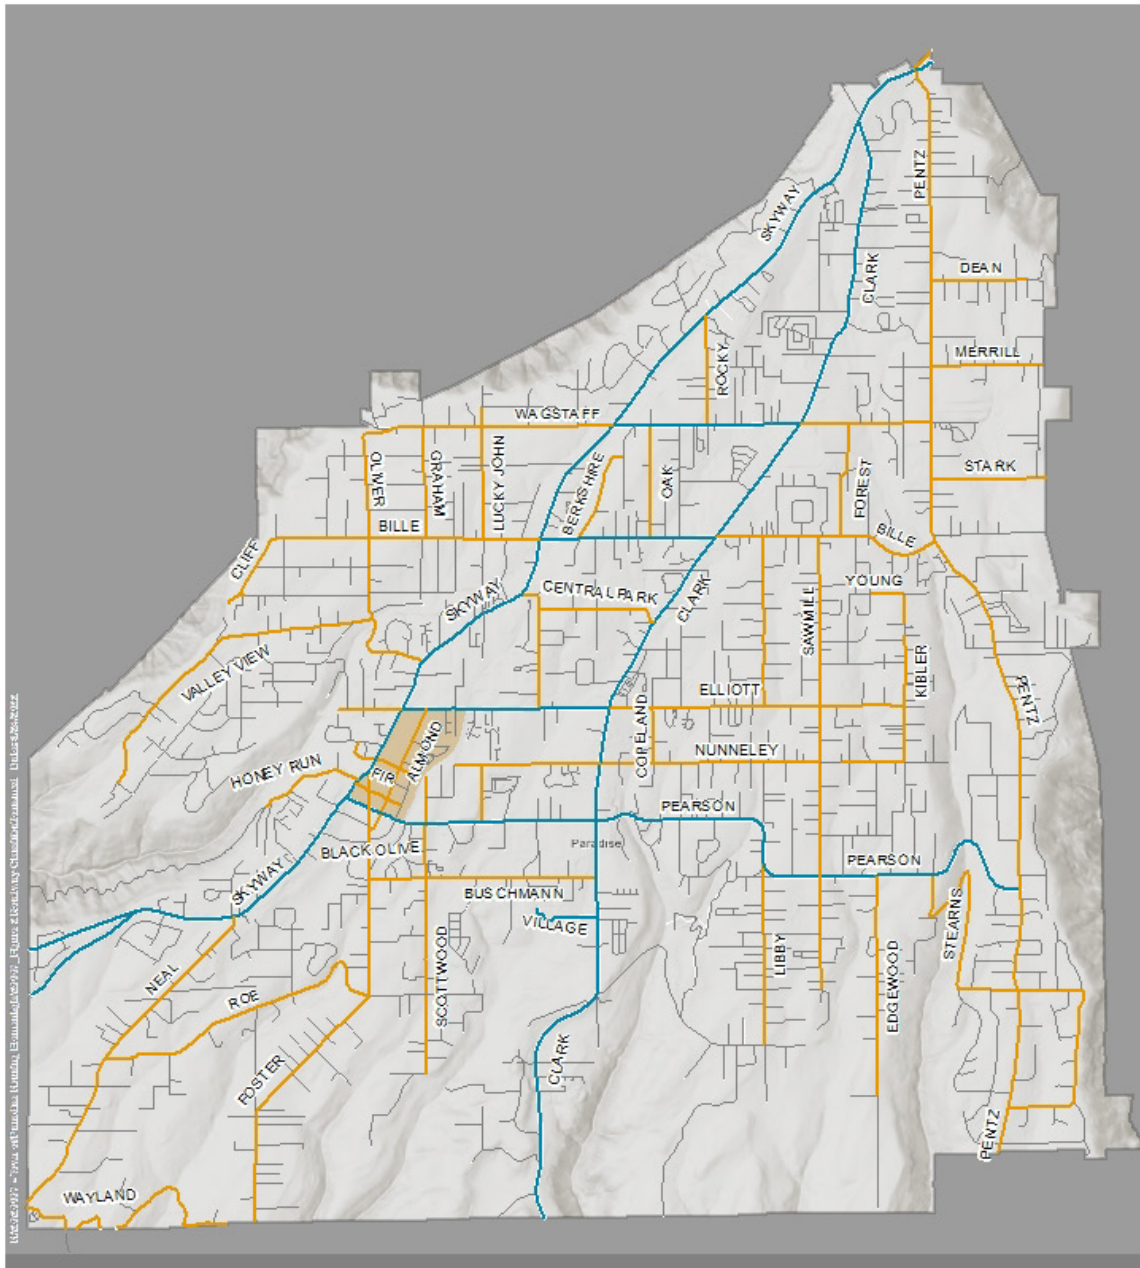 PENTZ
SKYWAY
CLARK
DEAN
MERRILL
ROCKY
WAGSTAFF
STARK
OLIVER
GRAHAM
LUCKY JOHN
BERKSHIRE
OAK
FOREST
BILLE
BILLE
CLIFF
SKYWAY
CENTRAL PARK
CLARK
SAWMILL
YOUNG
VALLEY VIEW
KIBLER
ELLIOTT
PENTZ
COPELAND
ALMOND
NUNNELEY
HONEY RUN
FIR
PEARSON
BLACK OLIVE
Paradise
PEARSON
SKYWAY
BUSCHMANN
VILLAGE
STEARNS
NEAL
SCOTTWOOD
LIBBY
EDGEWOOD
ROE
CLARK
FOSTER
PENTZ
WAYLAND